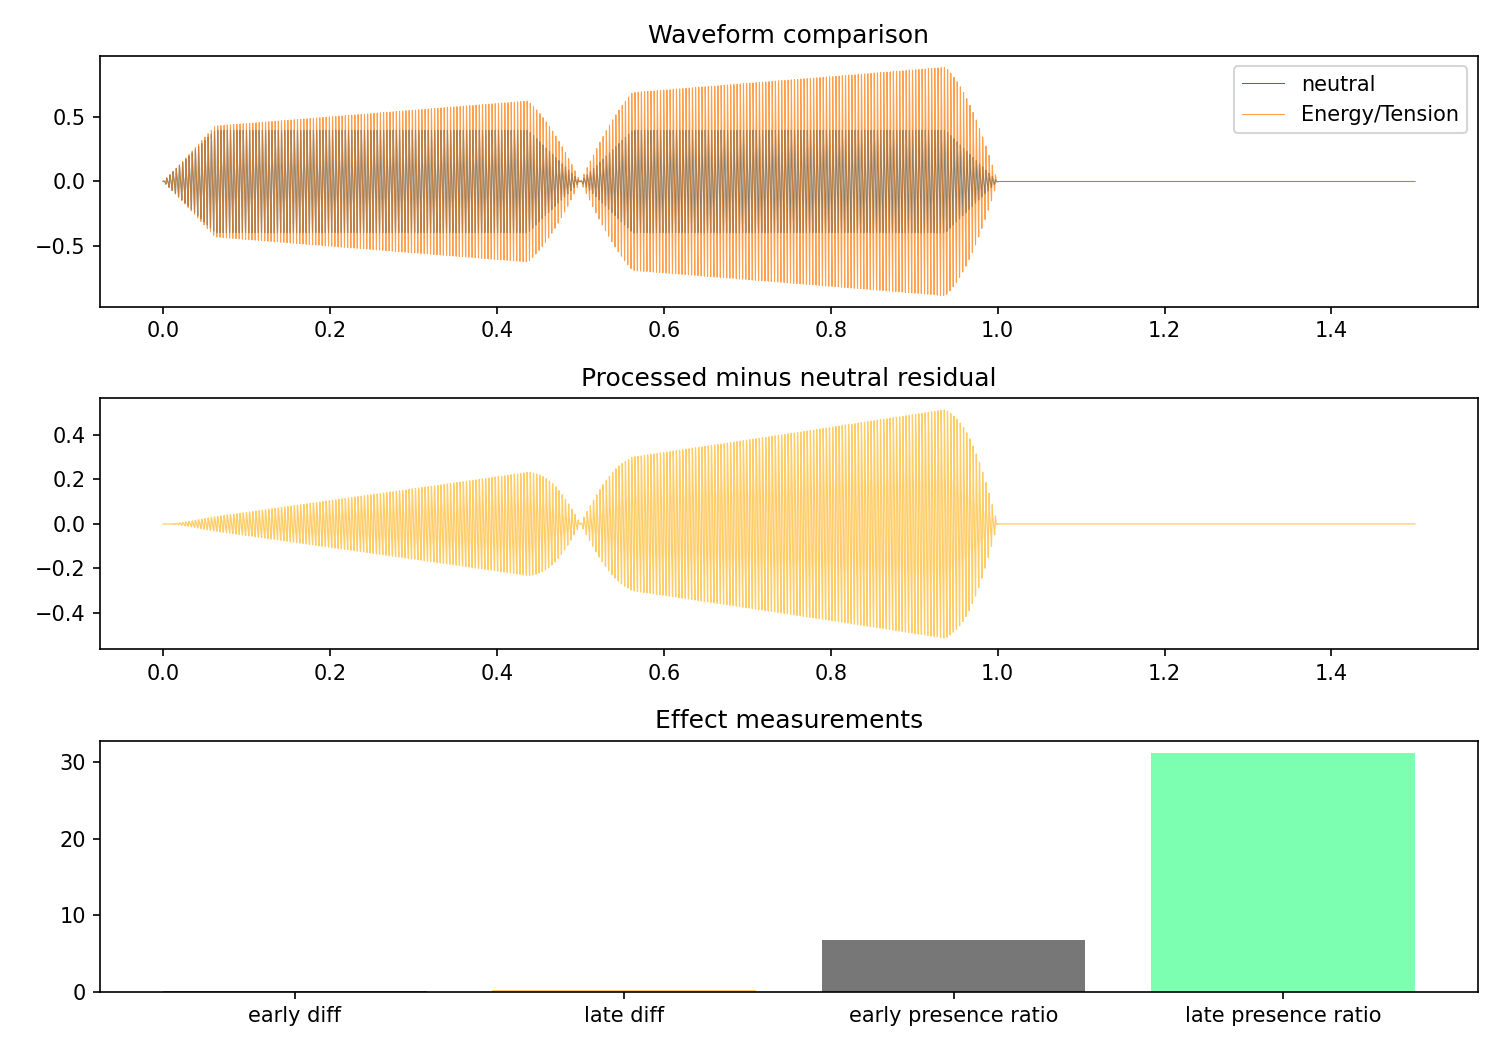 Waveform comparison
neutral
Energy/Tension
0.5
0.0
−0.5
0.0 0.2 0.4 0.6 0.8 1.0 1.2 1.4
Processed minus neutral residual
0.4
0.2
0.0
−0.2
−0.4
0.0 0.2 0.4 0.6 0.8 1.0 1.2 1.4
Effect measurements
30
20
10
0
early diff late diff early presence ratio late presence ratio